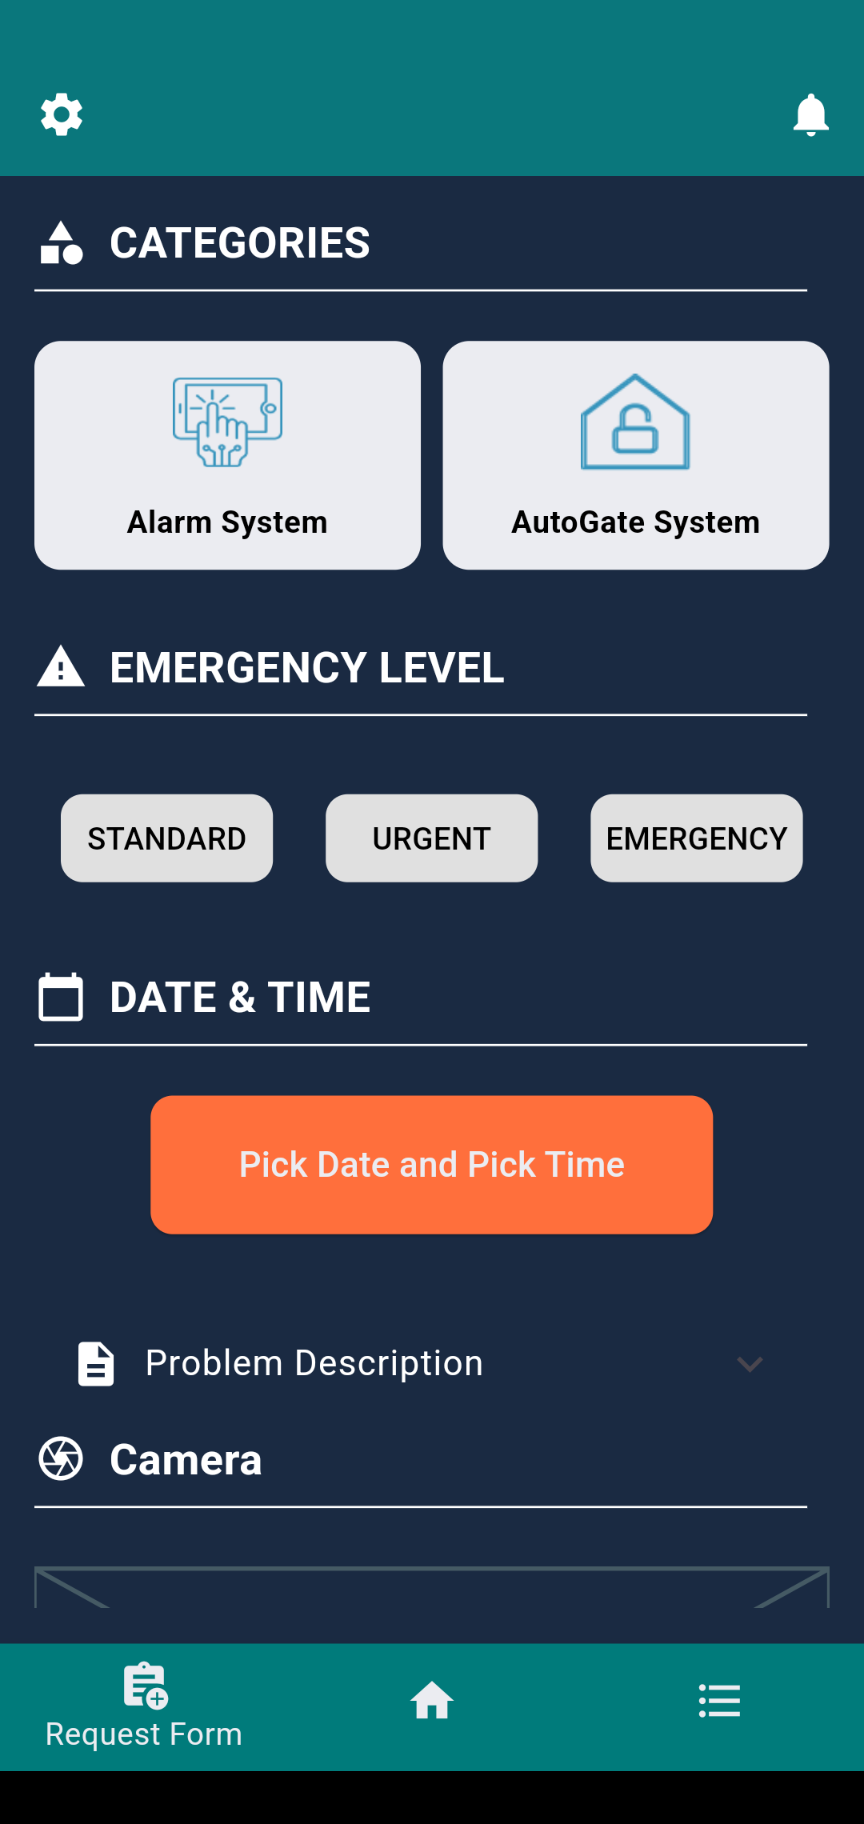 CATEGORIES
Alarm System
AutoGate System
EMERGENCY LEVEL
STANDARD
URGENT
EMERGENCY
DATE & TIME
Pick Date and Pick Time
Problem Description
Camera
Request Form